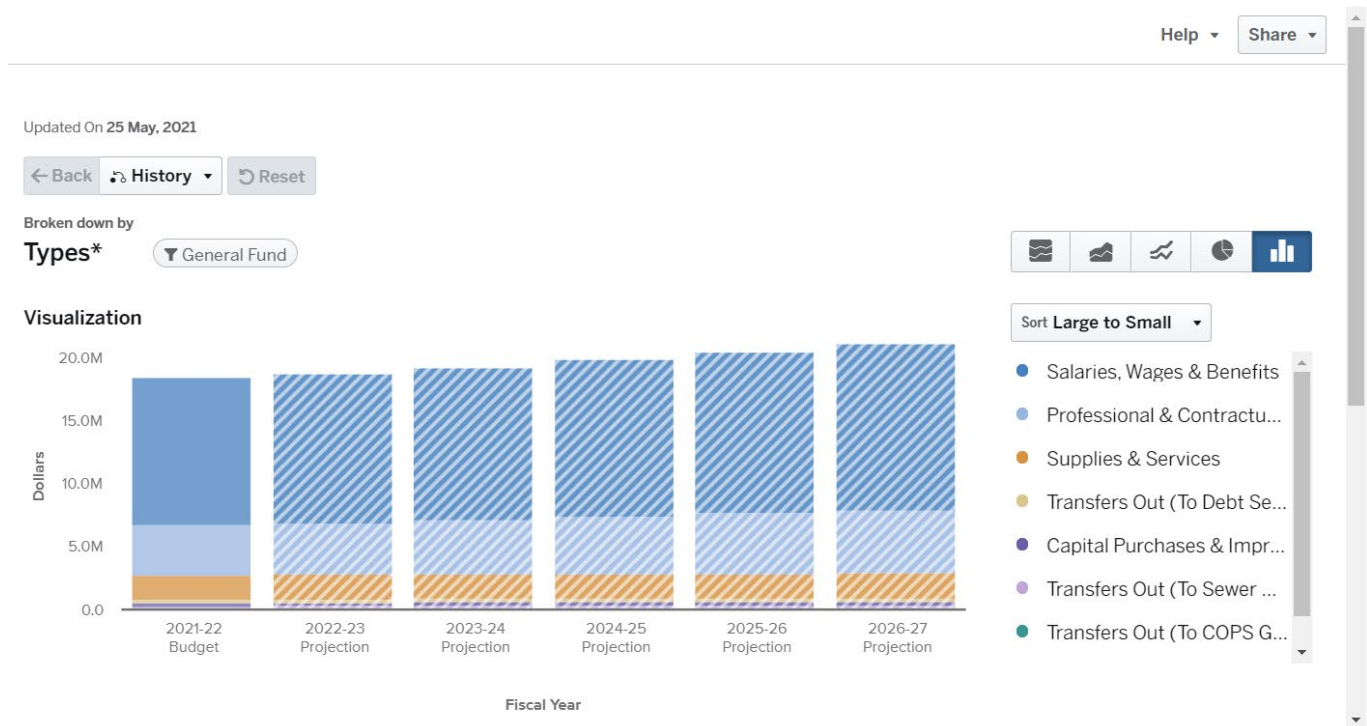 Help Share
Updated On 25 May, 2021
Back History Reset
Broken down by
Types* General Fund
Visualization
Sort Large to Small
20.0M
15.0M
10.0M
5.0M
0.0
Dollars
2021-22 Budget
2022-23 Projection
2023-24 Projection
2024-25 Projection
2025-26 Projection
2026-27 Projection
Fiscal Year
Salaries, Wages & Benefits
Professional & Contractu...
Supplies & Services
Transfers Out (To Debt Se...
Capital Purchases & Impr...
Transfers Out (To Sewer ...
Transfers Out (To COPS G...